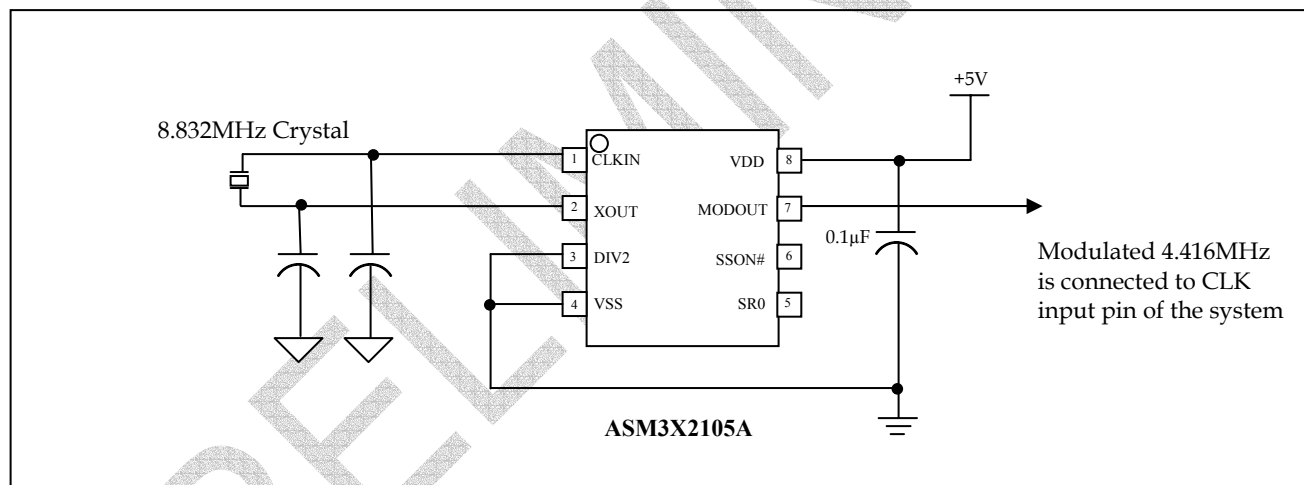 +5V
8.832MHz Crystal
1 CLKIN
VDD 8
2 XOUT
MODOUT 7
0.1µF
3 DIV2
SSON# 6
4 VSS
SR0 5
Modulated 4.416MHz
is connected to CLK
input pin of the system
ASM3X2105A